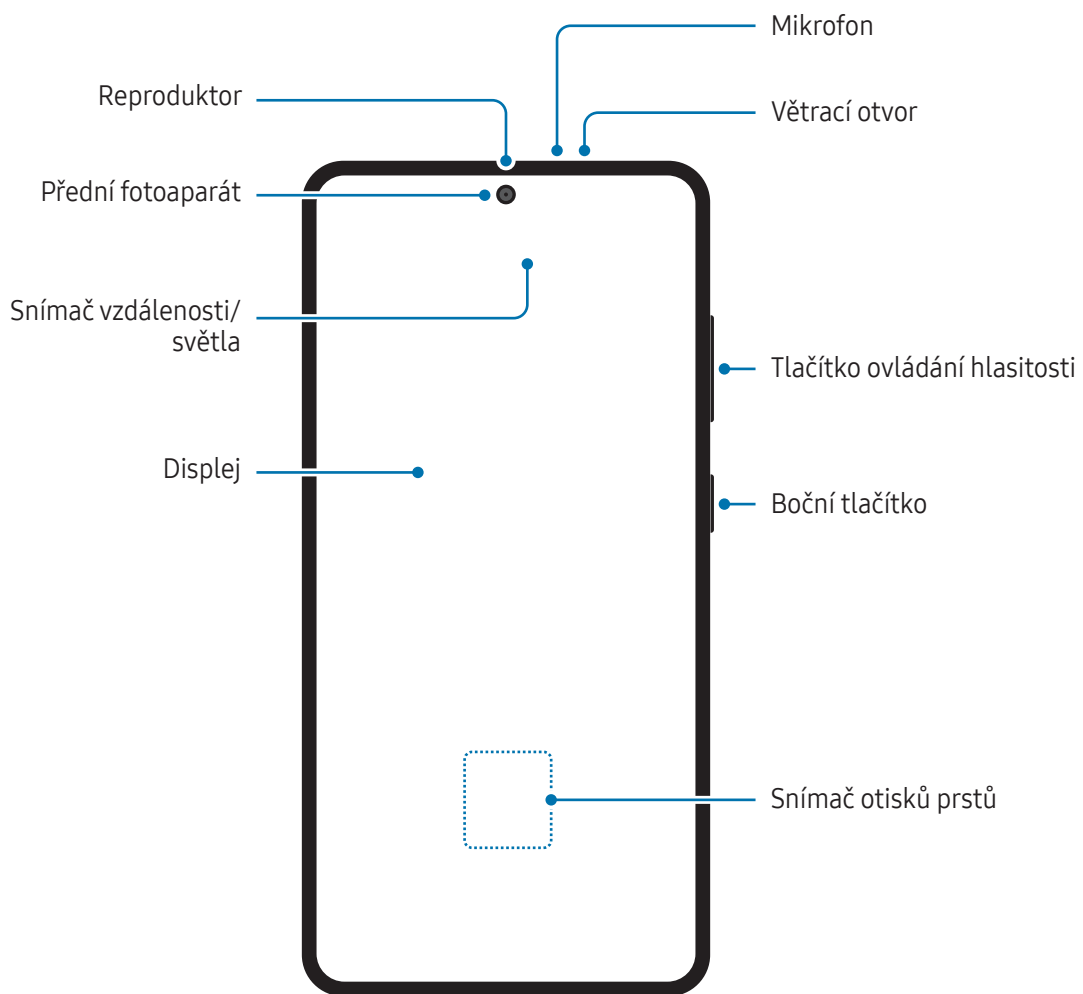 Mikrofon
Reproduktor
Větrací otvor
Přední fotoaparát
Snímač vzdálenosti/
světla
Tlačítko ovládání hlasitosti
Displej
Boční tlačítko
Snímač otisků prstů